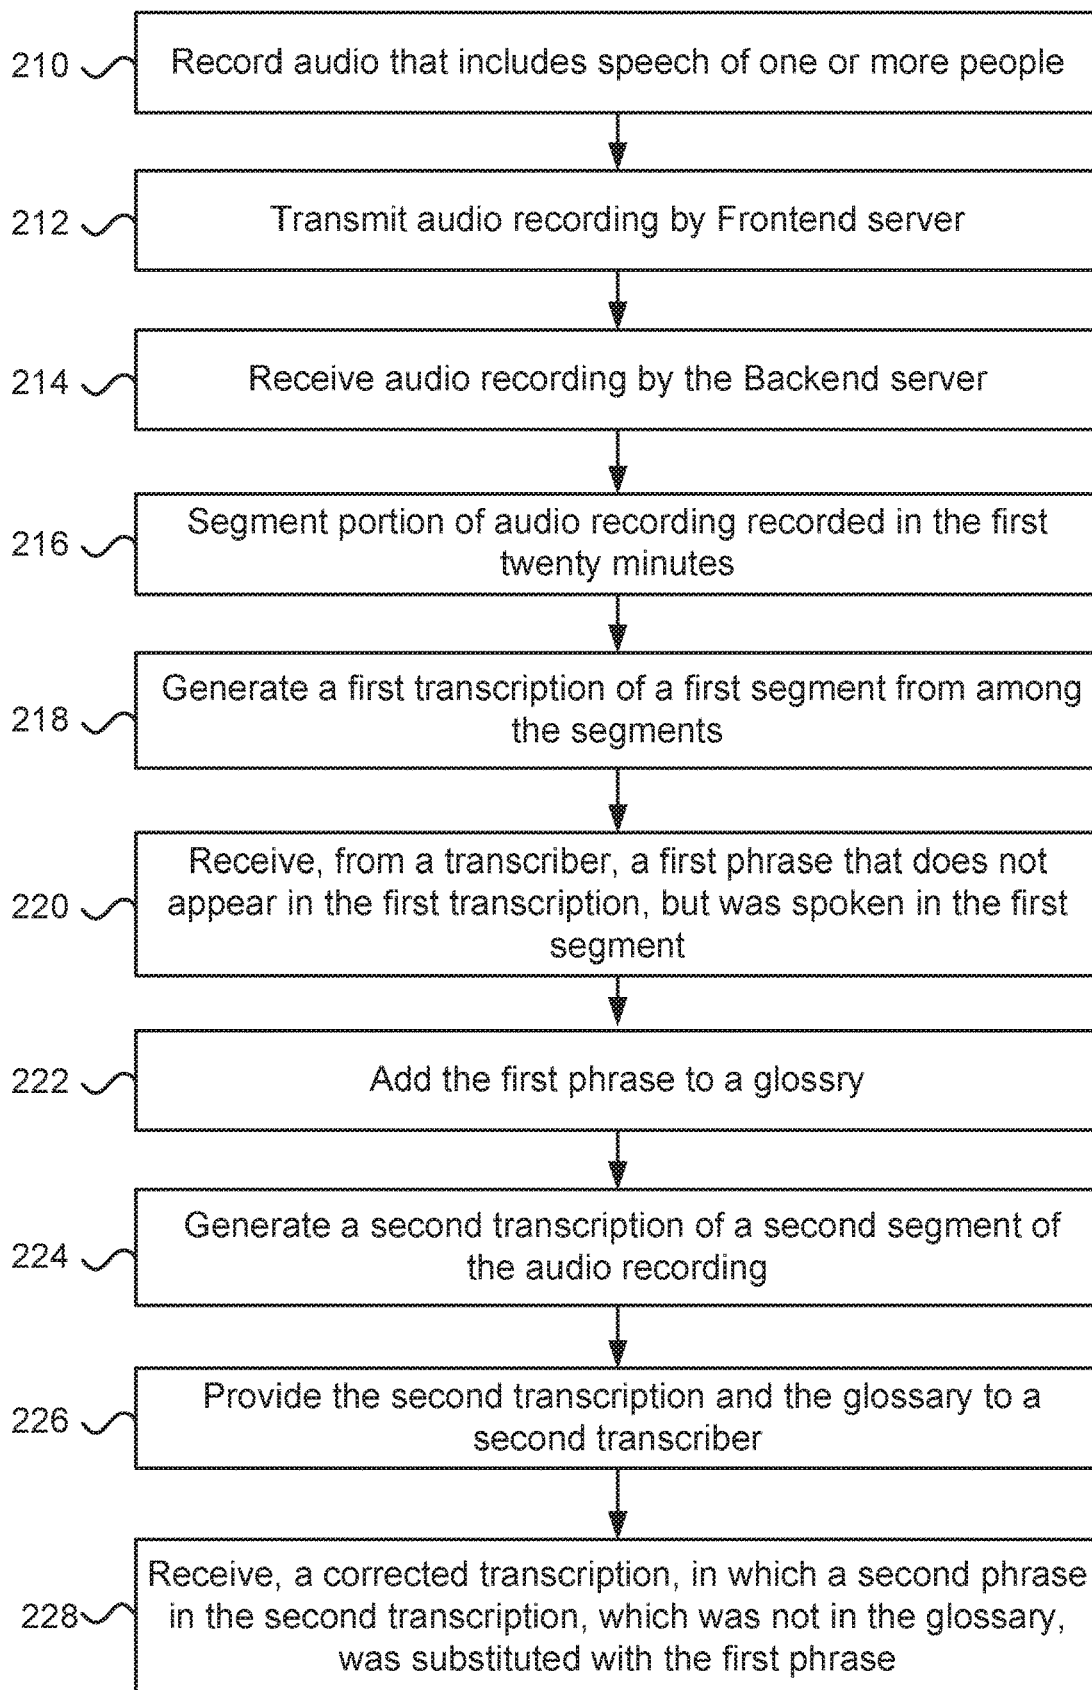 210
Record audio that includes speech of one or more people
212
Transmit audio recording by Frontend server
214
Receive audio recording by the Backend server
216
Segment portion of audio recording recorded in the first
twenty minutes
218
Generate a first transcription of a first segment from among
the segments
220
Receive, from a transcriber, a first phrase that does not
appear in the first transcription, but was spoken in the first
segment
222
Add the first phrase to a glossry
224
Generate a second transcription of a second segment of
the audio recording
226
Provide the second transcription and the glossary to a
second transcriber
228
Receive, a corrected transcription, in which a second phrase
in the second transcription, which was not in the glossary,
was substituted with the first phrase